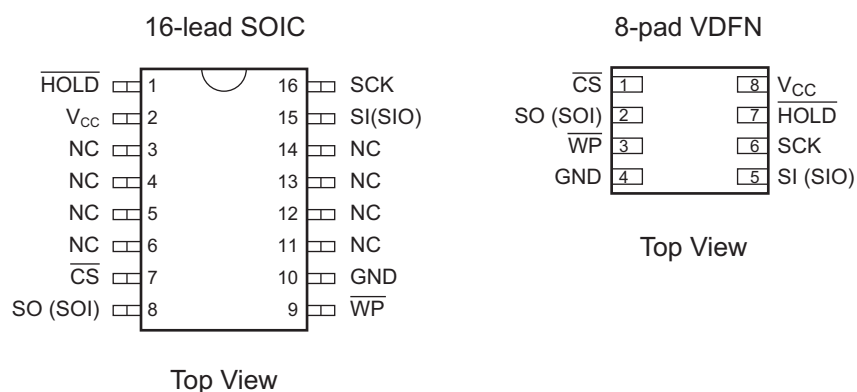 16-lead SOIC
HOLD 1 16 SCK
VCC 2 15 SI(SIO)
NC 3 14 NC
NC 4 13 NC
NC 5 12 NC
NC 6 11 NC
CS 7 10 GND
SO (SOI) 8 9 WP
Top View
8-pad VDFN
CS 1 8 VCC
SO (SOI) 2 7 HOLD
WP 3 6 SCK
GND 4 5 SI (SIO)
Top View